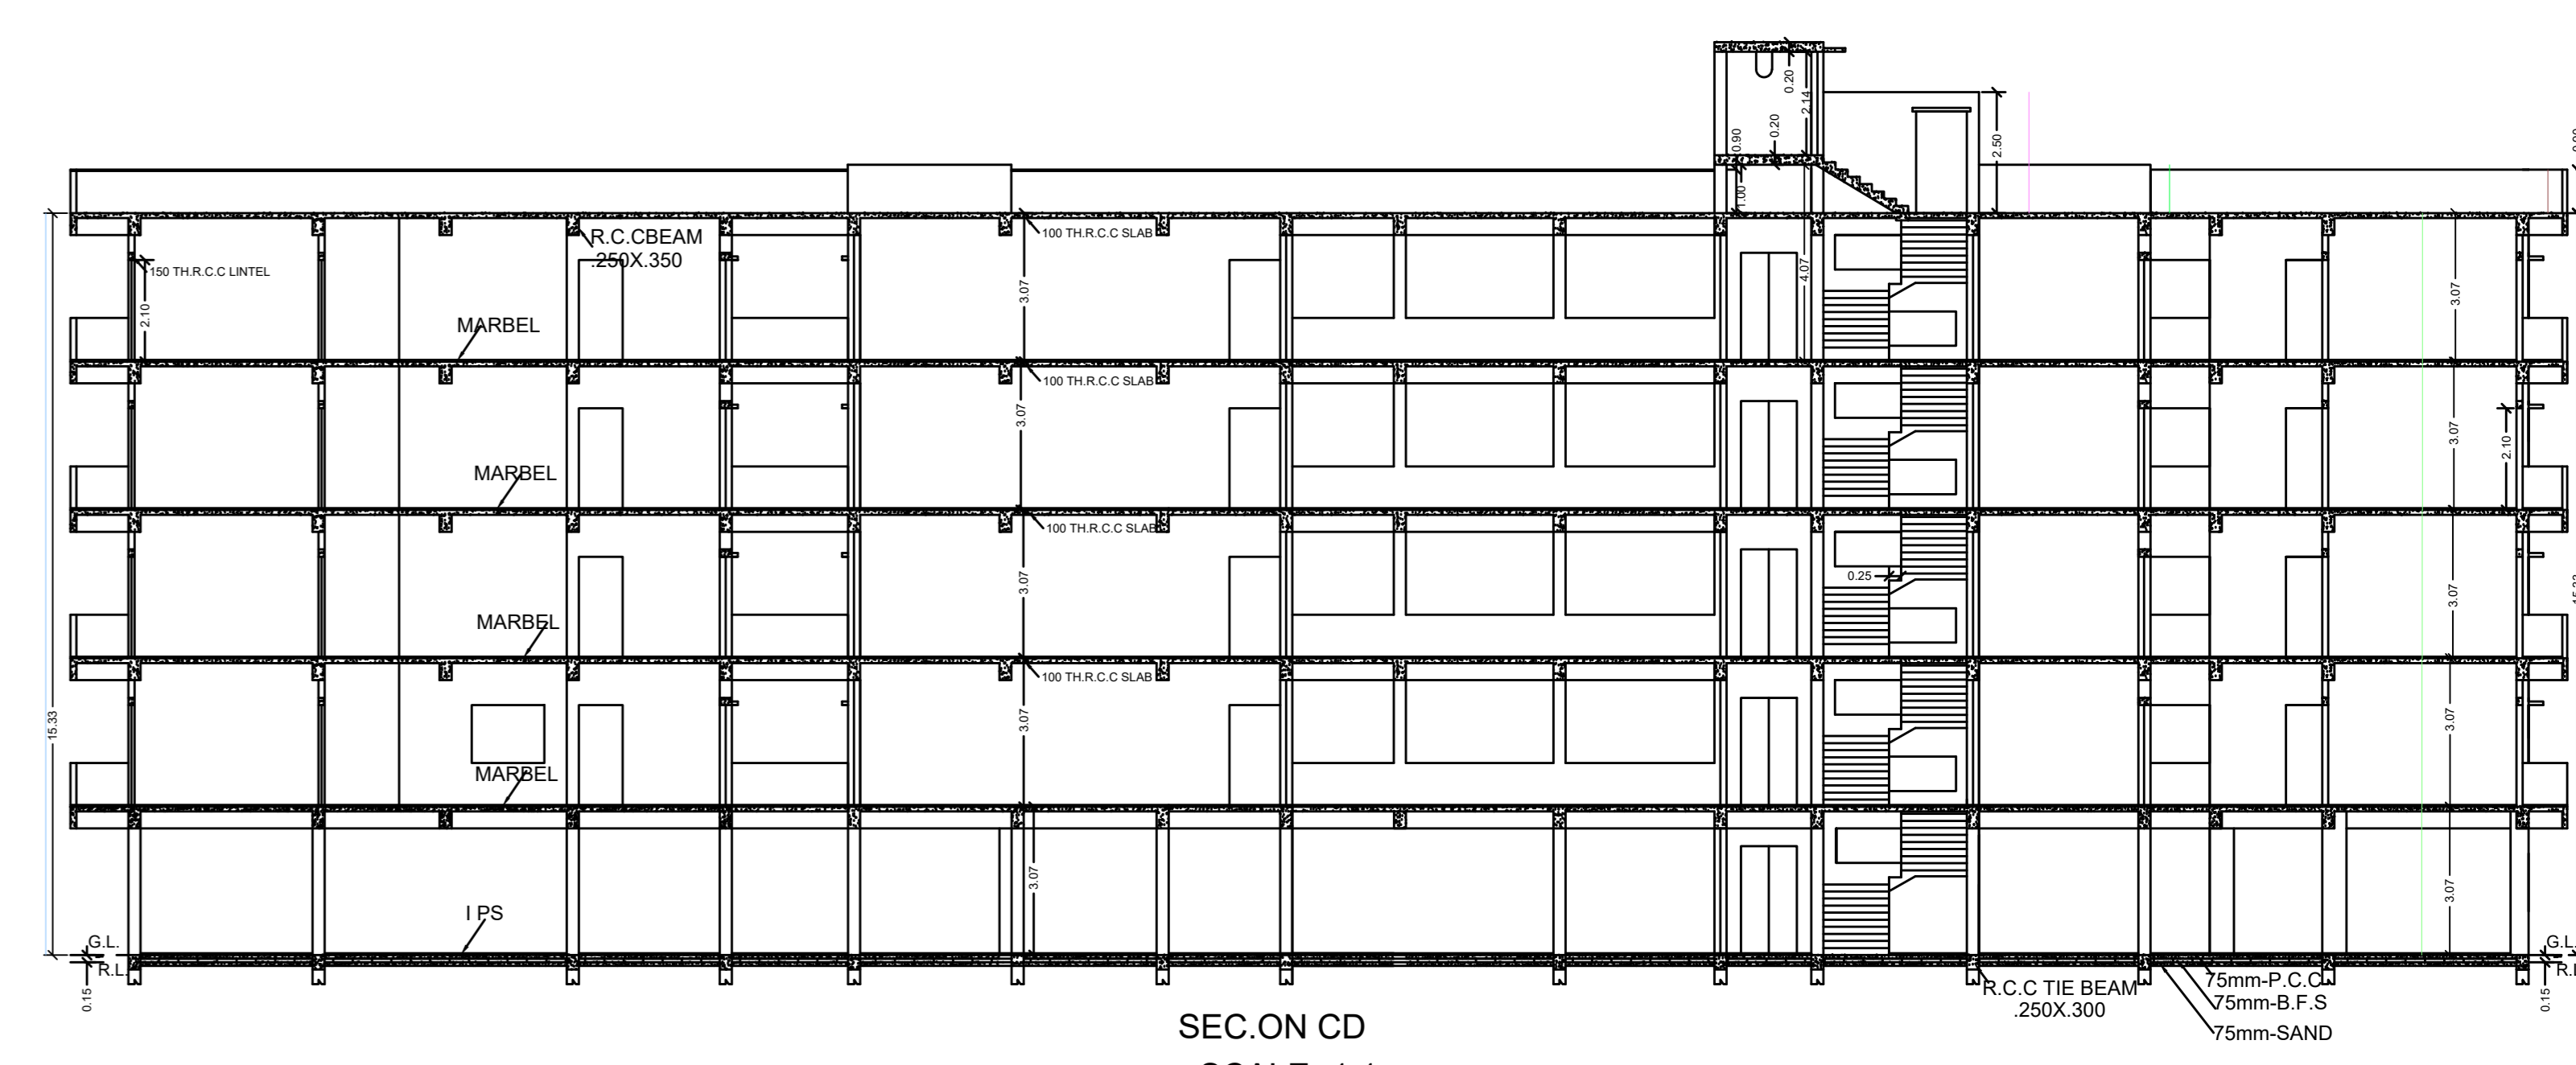 0.20
2.14
0.20
0.90
1.00
2.50
R.C.CBEAM
.250X.350
100 TH.R.C.C SLAB
150 TH.R.C.C LINTEL
2.10
3.07
4.07
3.07
MARBEL
100 TH.R.C.C SLAB
3.07
3.07
2.10
MARBEL
100 TH.R.C.C SLAB
0.25
3.07
3.07
MARBEL
100 TH.R.C.C SLAB
15.33
3.07
3.07
MARBEL
3.07
3.07
I PS
G.L.
G.L.
R.L.
0.15
0.15
R.C.C TIE BEAM
.250X.300
75mm-P.C.C
75mm-B.F.S
75mm-SAND
SEC.ON CD